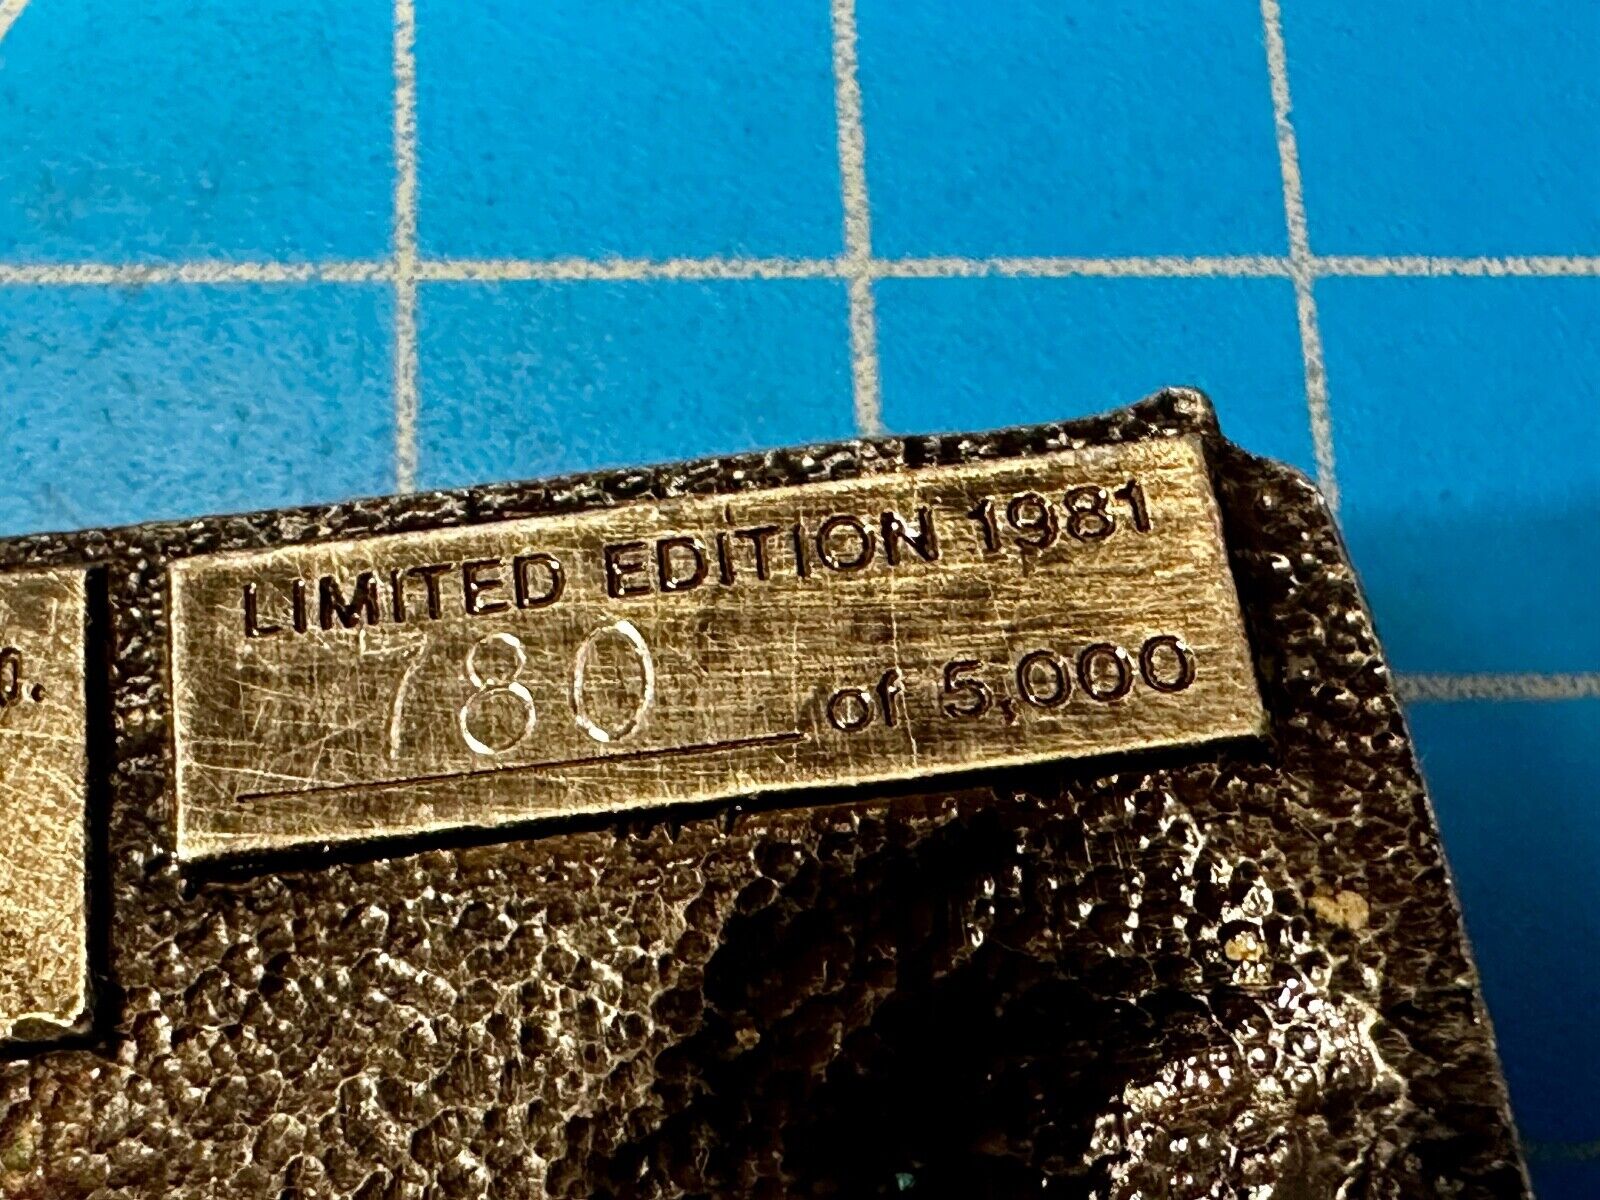 LIMITED EDITION 1981
780 of 5,000